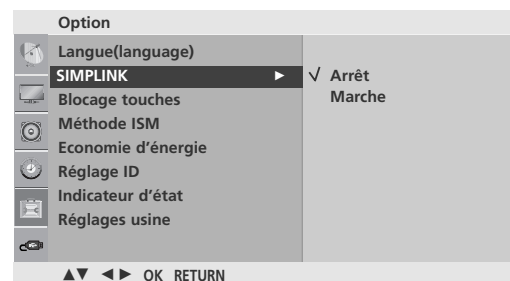 Option
Langue(language)
SIMPLINK ► √ Arrêt
Blocage touches Marche
Méthode ISM
Economie d'énergie
Réglage ID
Indicateur d'état
Réglages usine
▲▼ ◄► OK RETURN